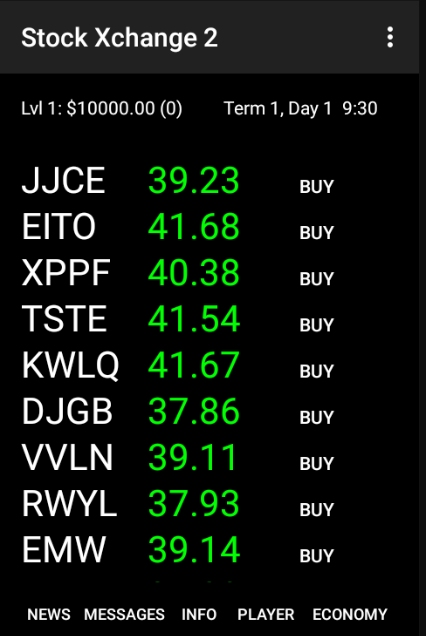 Stock Xchange 2
Lvl 1: $10000.00 (0) Term 1, Day 1 9:30
JJCE 39.23 BUY
EITO 41.68 BUY
XPPF 40.38 BUY
TSTE 41.54 BUY
KWLQ 41.67 BUY
DJGB 37.86 BUY
VVLN 39.11 BUY
RWYL 37.93 BUY
EMW 39.14 BUY
NEWS MESSAGES INFO PLAYER ECONOMY